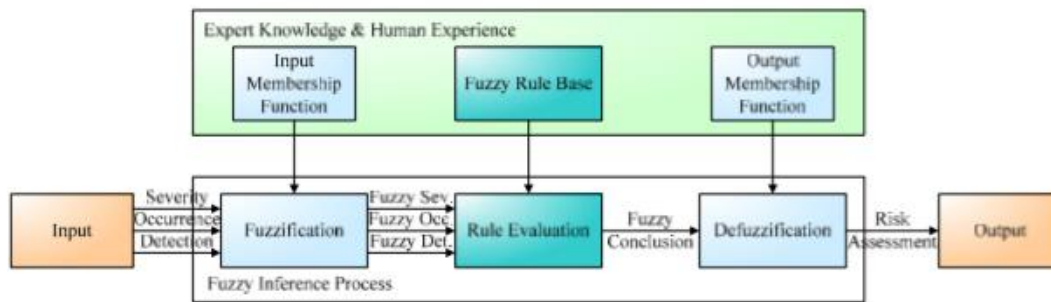 Expert Knowledge & Human Experience
Input
Membership
Function
Fuzzy Rule Base
Output
Membership
Function
Input
Severity
Occurrence
Detection
Fuzzification
Fuzzy Sev.
Fuzzy Occ.
Fuzzy Det.
Rule Evaluation
Fuzzy
Conclusion
Defuzzification
Risk
Assessment
Output
Fuzzy Inference Process